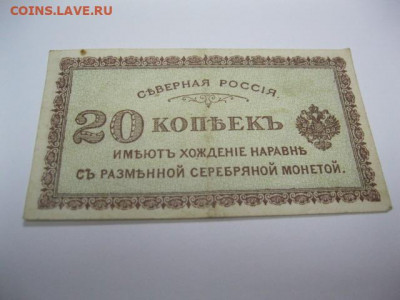 COINS.LAVE.RU
СѢВЕРНАЯ РОССІЯ.
20 КОПѢЕКЪ
ИМѢЮТЪ ХОЖДЕНІЕ НАРАВНѢ
СЪ РАЗМѢННОЙ СЕРЕБРЯНОЙ МОНЕТОЙ.